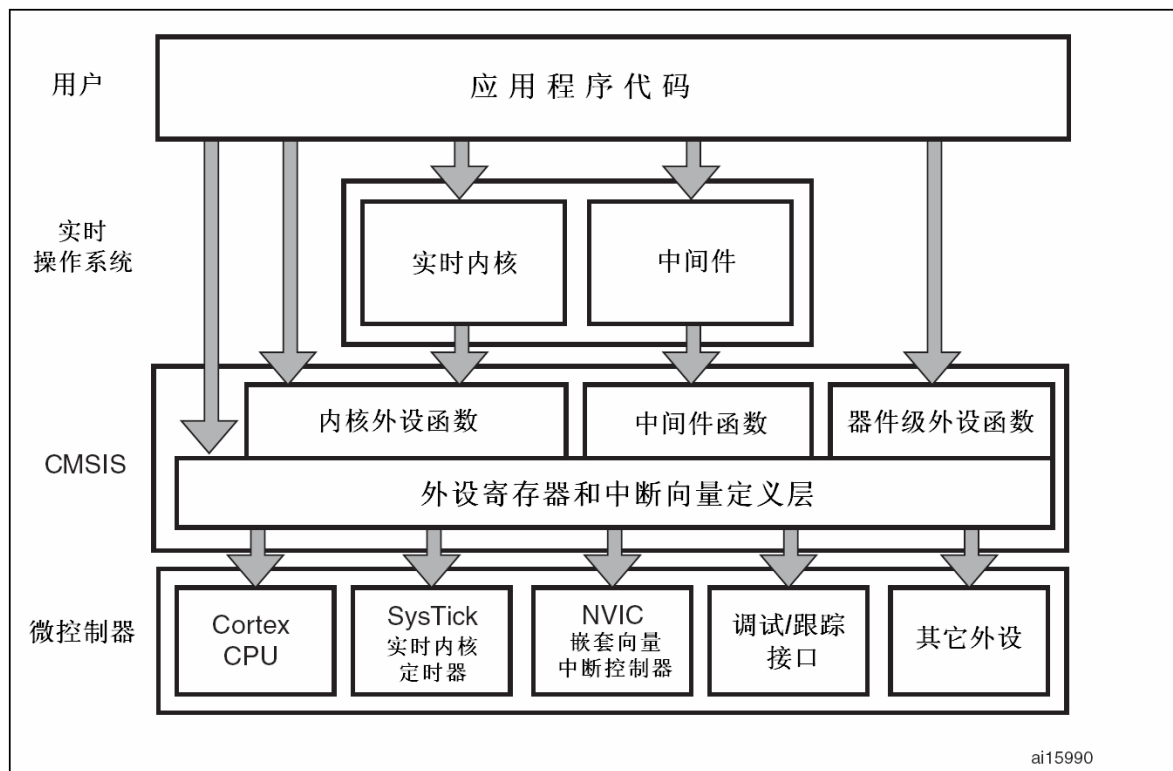 用户
应用程序代码
实时
操作系统
实时内核
中间件
CMSIS
内核外设函数
中间件函数
器件级外设函数
外设寄存器和中断向量定义层
微控制器
Cortex
CPU
SysTick
实时内核
定时器
NVIC
嵌套向量
中断控制器
调试/跟踪
接口
其它外设
ai15990